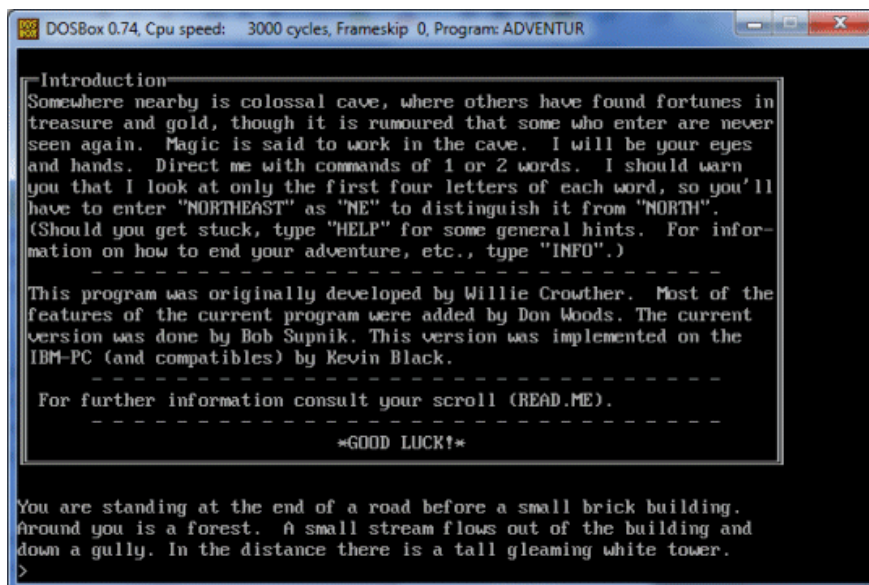 DOSBox 0.74, Cpu speed: 3000 cycles, Frameskip 0, Program: ADVENTUR
Introduction
Somewhere nearby is colossal cave, where others have found fortunes in
treasure and gold, though it is rumoured that some who enter are never
seen again. Magic is said to work in the cave. I will be your eyes
and hands. Direct me with commands of 1 or 2 words. I should warn
you that I look at only the first four letters of each word, so you'll
have to enter "NORTHEAST" as "NE" to distinguish it from "NORTH".
(Should you get stuck, type "HELP" for some general hints. For infor-
mation on how to end your adventure, etc., type "INFO".)
- - - - - - - - - - - - - - - - - - - - - - - - - - - - - -
This program was originally developed by Willie Crowther. Most of the
features of the current program were added by Don Woods. The current
version was done by Bob Supnik. This version was implemented on the
IBM-PC (and compatibles) by Kevin Black.
- - - - - - - - - - - - - - - - - - - - - - - - - - - - - -
For further information consult your scroll (READ.ME).
- - - - - - - - - - - - - - - - - - - - - - - - - - - - - -
*GOOD LUCK!*
You are standing at the end of a road before a small brick building.
Around you is a forest. A small stream flows out of the building and
down a gully. In the distance there is a tall gleaming white tower.
>